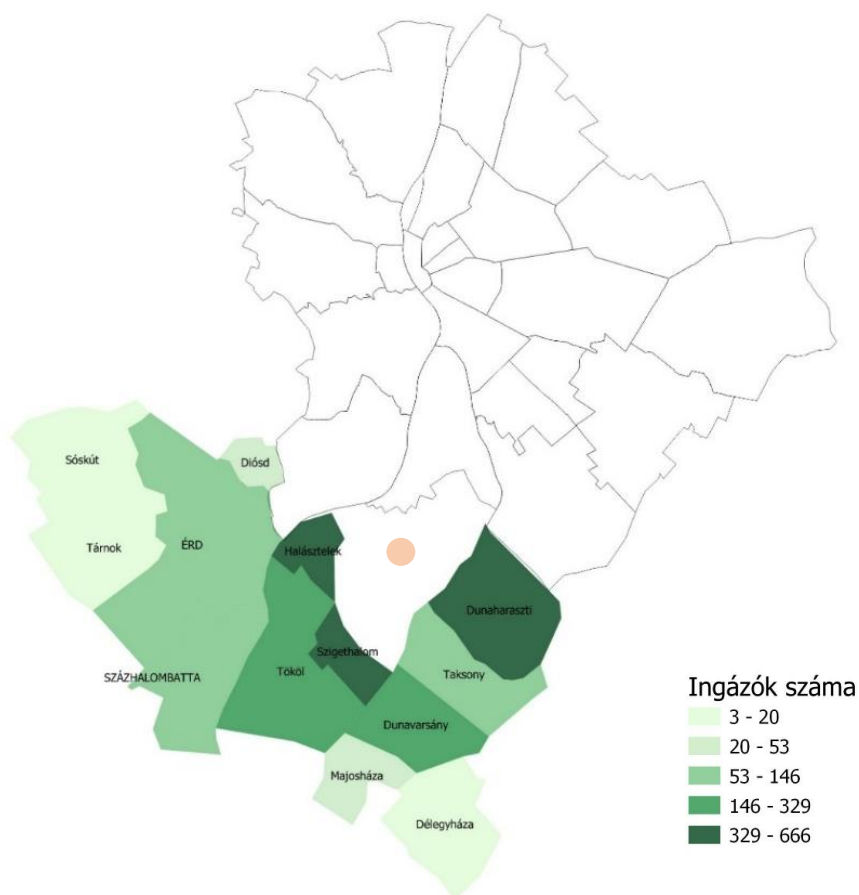 Sóskút
Diósd
Tárnok
ÉRD
Halásztelek
Dunaharaszti
Szigethalom
SZÁZHALOMBATTA
Tököl
Taksony
Dunavarsány
Majosháza
Délegyháza
Ingázók száma
3 - 20
20 - 53
53 - 146
146 - 329
329 - 666